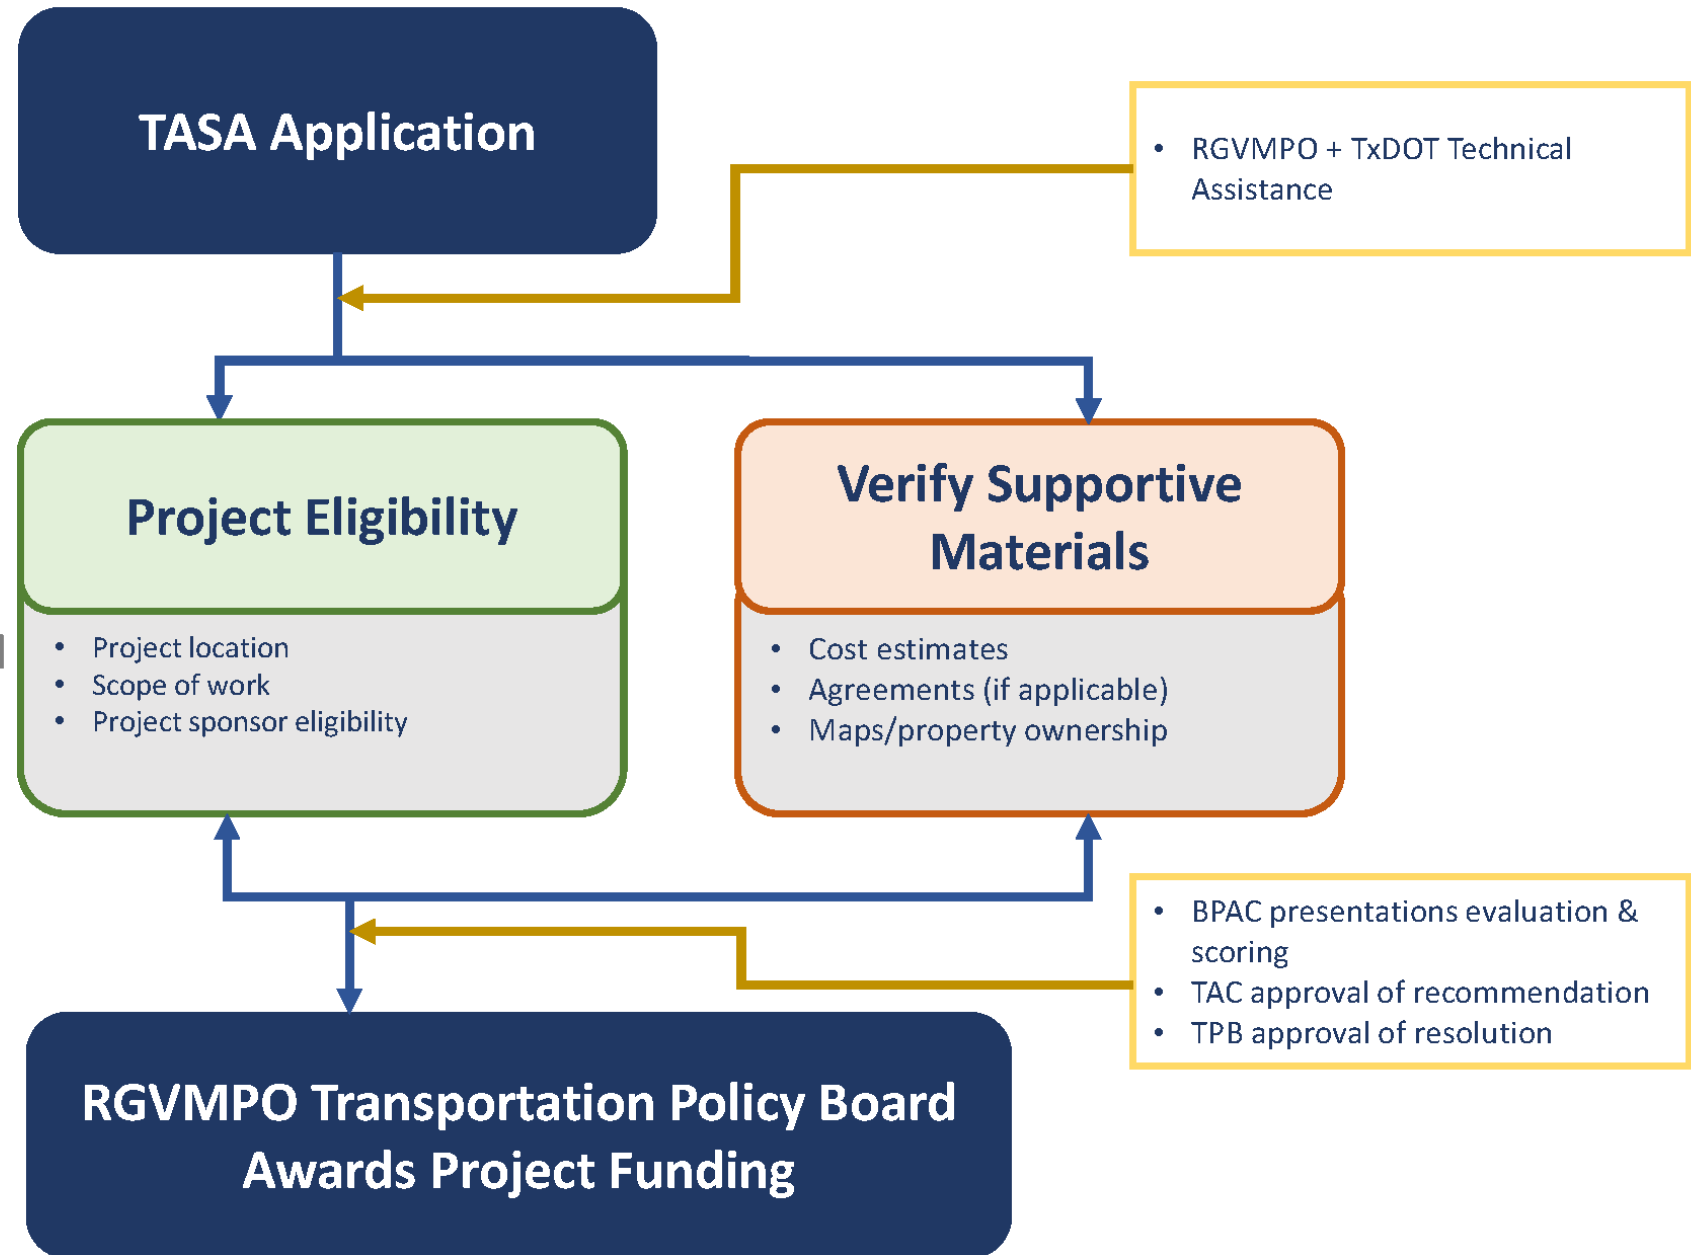 TASA Application
• RGVMPO + TxDOT Technical
Assistance
Project Eligibility
• Project location
• Scope of work
• Project sponsor eligibility
Verify Supportive
Materials
• Cost estimates
• Agreements (if applicable)
• Maps/property ownership
• BPAC presentations evaluation &
scoring
• TAC approval of recommendation
• TPB approval of resolution
RGVMPO Transportation Policy Board
Awards Project Funding